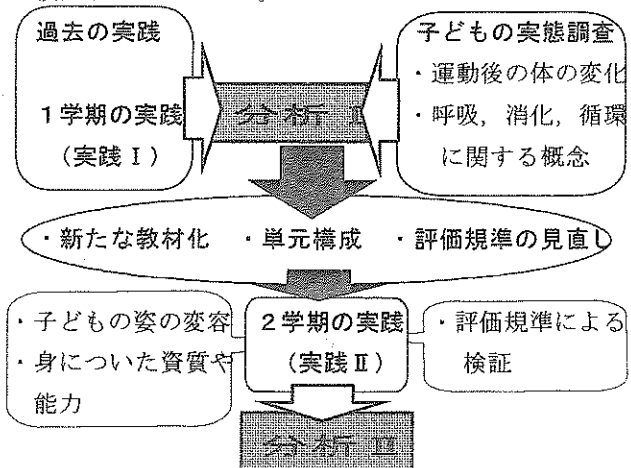 過去の実践
1学期の実践
(実践Ⅰ)
子どもの実態調査
・運動後の体の変化
・呼吸，消化，循環
に関する概念
分析Ⅰ
・新たな教材化 ・単元構成 ・評価規準の見直し
・子どもの姿の変容
・身についた資質や
能力
2学期の実践
(実践Ⅱ)
・評価規準による
検証
分析Ⅱ